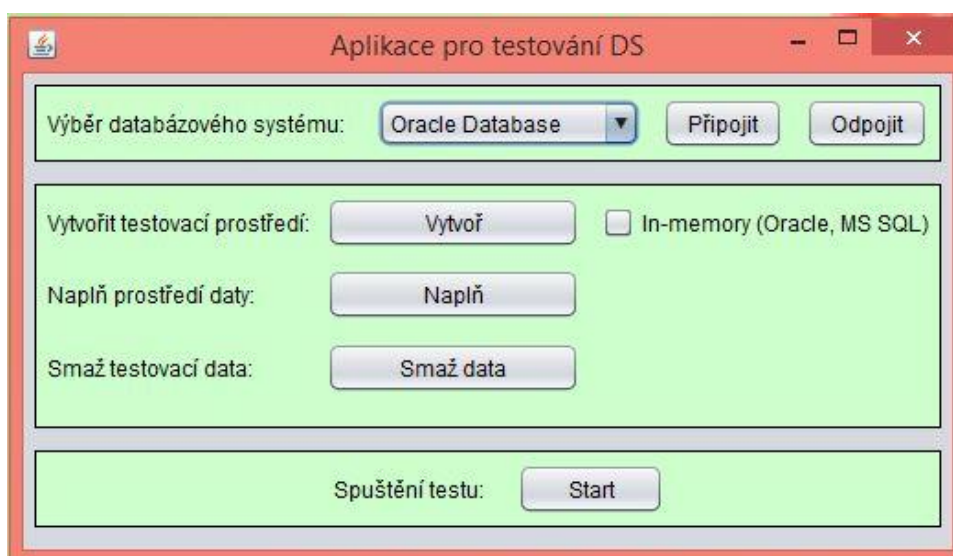 Aplikace pro testování DS
Výběr databázového systému: Oracle Database Připojit Odpojit
Vytvořit testovací prostředí: Vytvoř In-memory (Oracle, MS SQL)
Naplň prostředí daty: Naplň
Smaž testovací data: Smaž data
Spuštění testu: Start